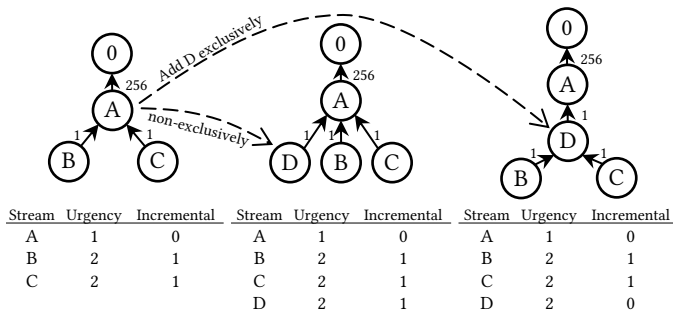 0
0
0
Add D exclusively
256
256
256
A
A
A
non-exclusively
1
1
1
1
1
1
D
B
C
D
B
C
1
1
B
C
Stream Urgency Incremental
A 1 0
B 2 1
C 2 1
Stream Urgency Incremental
A 1 0
B 2 1
C 2 1
D 2 1
Stream Urgency Incremental
A 1 0
B 2 1
C 2 1
D 2 0